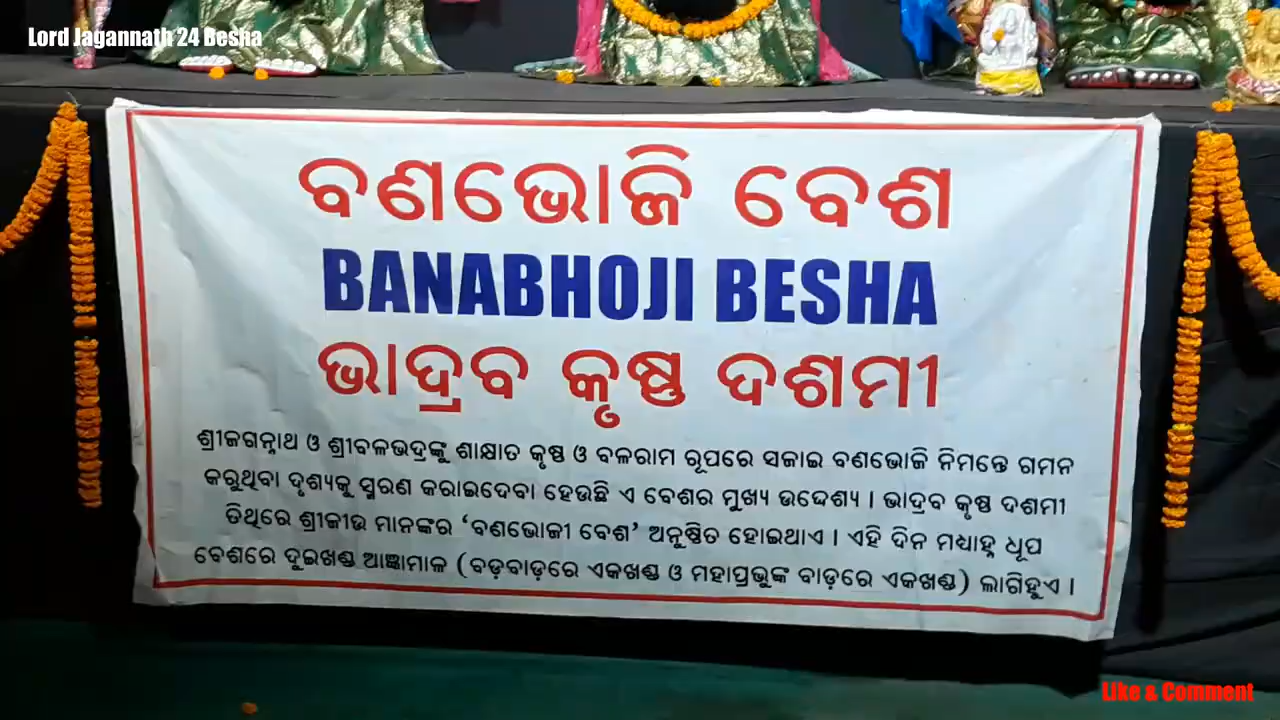 Lord Jagannath 24 Besha
ବଣଭୋଜି ବେଶ
BANABHOJI BESHA
ଭାଦ୍ରବ କୃଷ୍ଣ ଦଶମୀ
ଶ୍ରୀଜଗନ୍ନାଥ ଓ ଶ୍ରୀବଳଭଦ୍ରଙ୍କୁ ଶାକ୍ଷାତ କୃଷ୍ଣ ଓ ବଳରାମ ରୂପରେ ସଜାଇ ବଣଭୋଜି ନିମନ୍ତେ ଗମନ
କରୁଥିବା ଦୃଶ୍ୟକୁ ସ୍ମରଣ କରାଇଦେବା ହେଉଛି ଏ ବେଶର ମୁଖ୍ୟ ଉଦ୍ଦେଶ୍ୟ । ଭାଦ୍ରବ କୃଷ୍ଣ ଦଶମୀ
ତିଥିରେ ଶ୍ରୀଜୀଉ ମାନଙ୍କର ‘ବଣଭୋଜୀ ବେଶ’ ଅନୁଷ୍ଠିତ ହୋଇଥାଏ । ଏହି ଦିନ ମଧ୍ୟାହ୍ନ ଧୂପ
ବେଶରେ ଦୁଇଖଣ୍ଡ ଆଜ୍ଞାମାଳ (ବଡ଼ବାଡ଼ରେ ଏକଖଣ୍ଡ ଓ ମହାପ୍ରଭୁଙ୍କ ବାଡ଼ରେ ଏକଖଣ୍ଡ) ଲାଗିହୁଏ ।
Like & Comment